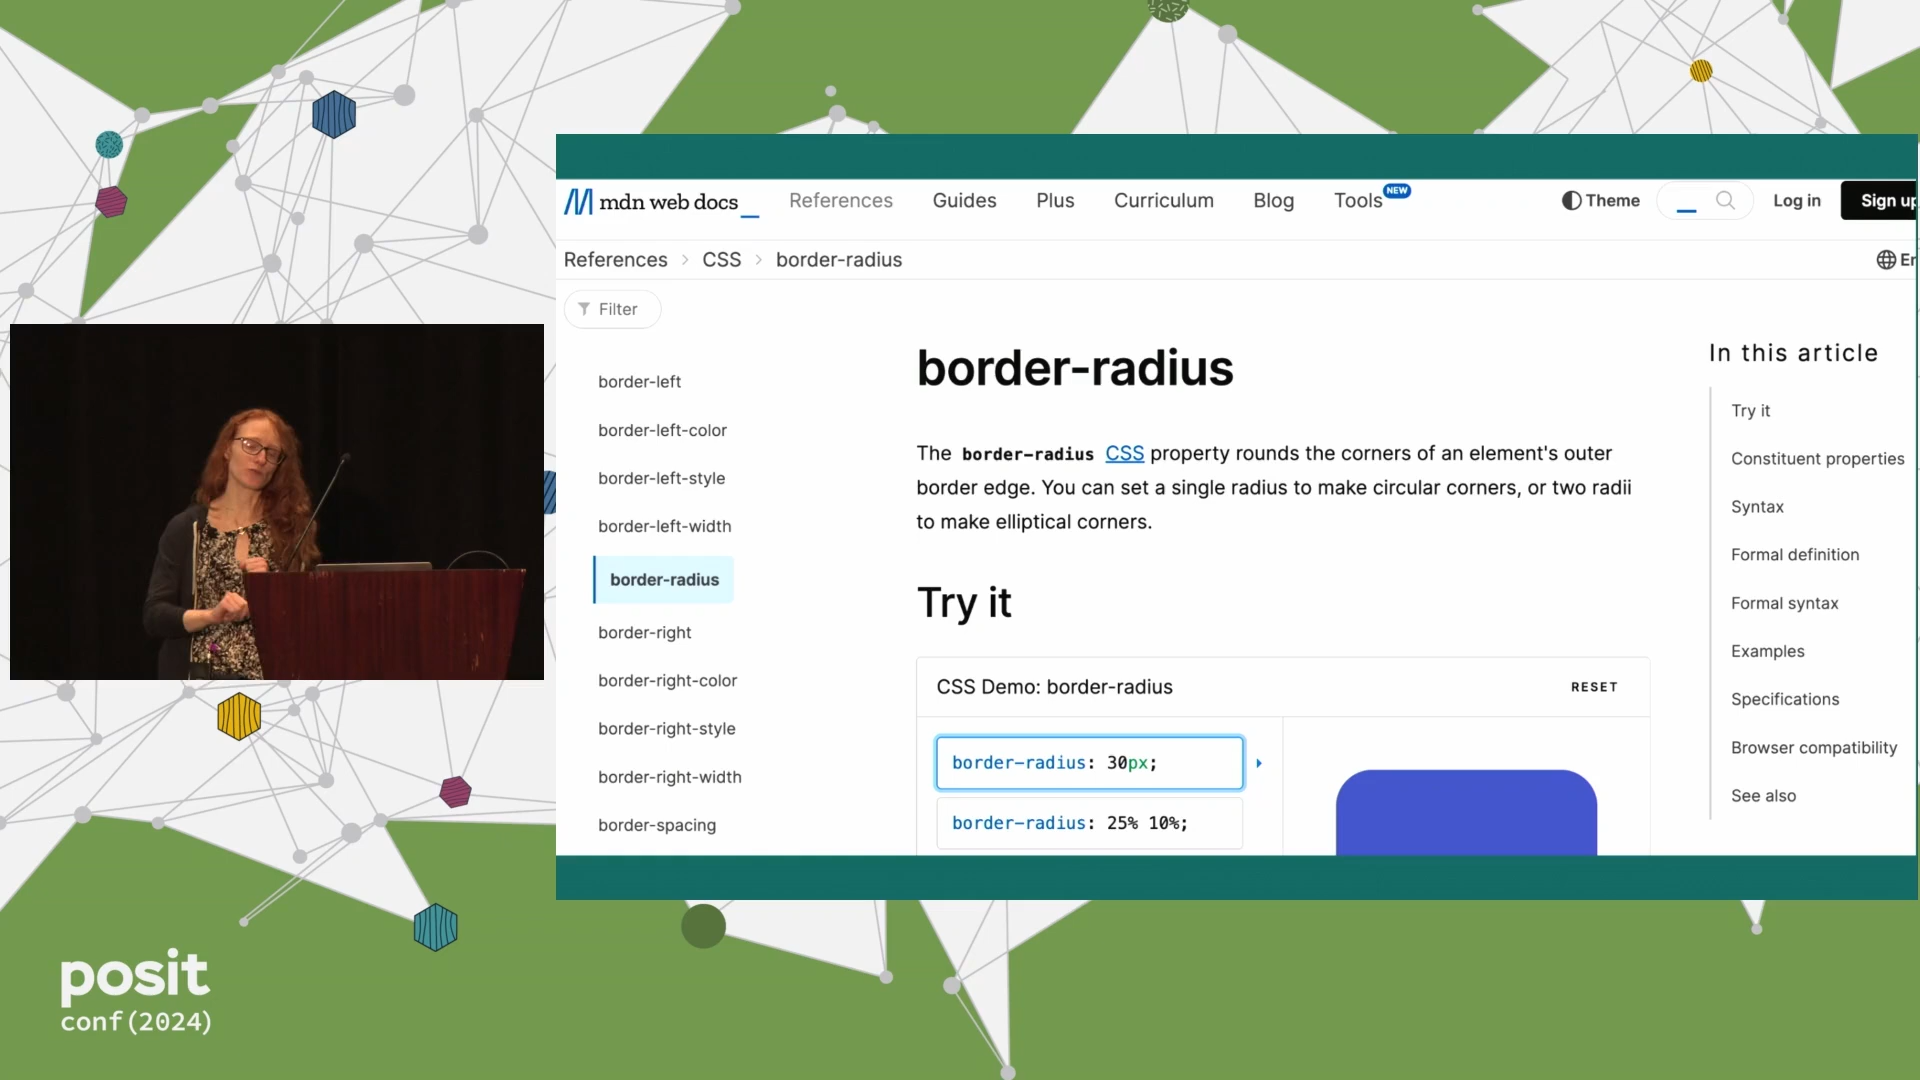 mdn web docs_
References
Guides
Plus
Curriculum
Blog
Tools
NEW
Theme
Log in
Sign up
References > CSS > border-radius
Filter
border-left
border-left-color
border-left-style
border-left-width
border-radius
border-right
border-right-color
border-right-style
border-right-width
border-spacing
border-radius
The border-radius CSS property rounds the corners of an element's outer
border edge. You can set a single radius to make circular corners, or two radii
to make elliptical corners.
Try it
CSS Demo: border-radius
RESET
border-radius: 30px;
border-radius: 25% 10%;
In this article
Try it
Constituent properties
Syntax
Formal definition
Formal syntax
Examples
Specifications
Browser compatibility
See also
posit
conf(2024)